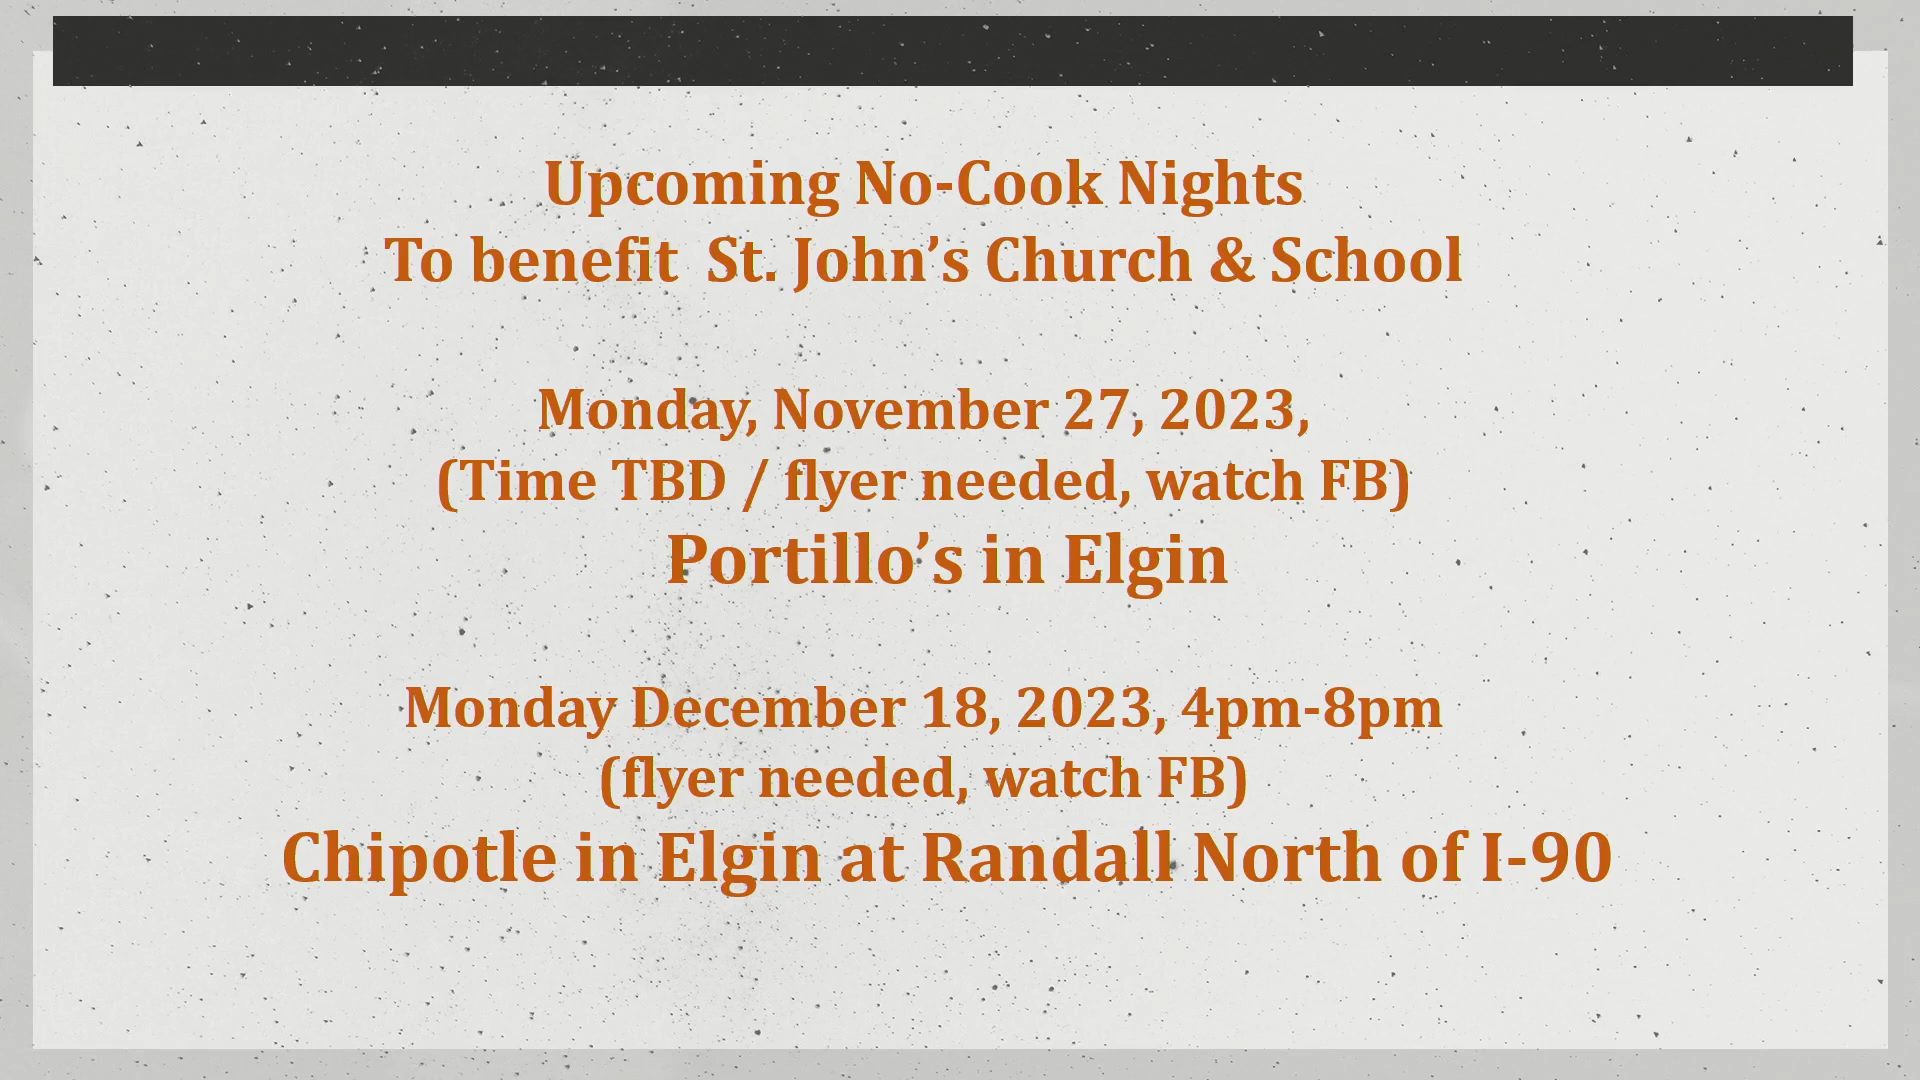 Upcoming No-Cook Nights
To benefit  St. John’s Church & School
Monday, November 27, 2023,
(Time TBD / flyer needed, watch FB)
Portillo’s in Elgin
Monday December 18, 2023, 4pm-8pm
(flyer needed, watch FB)
Chipotle in Elgin at Randall North of I-90